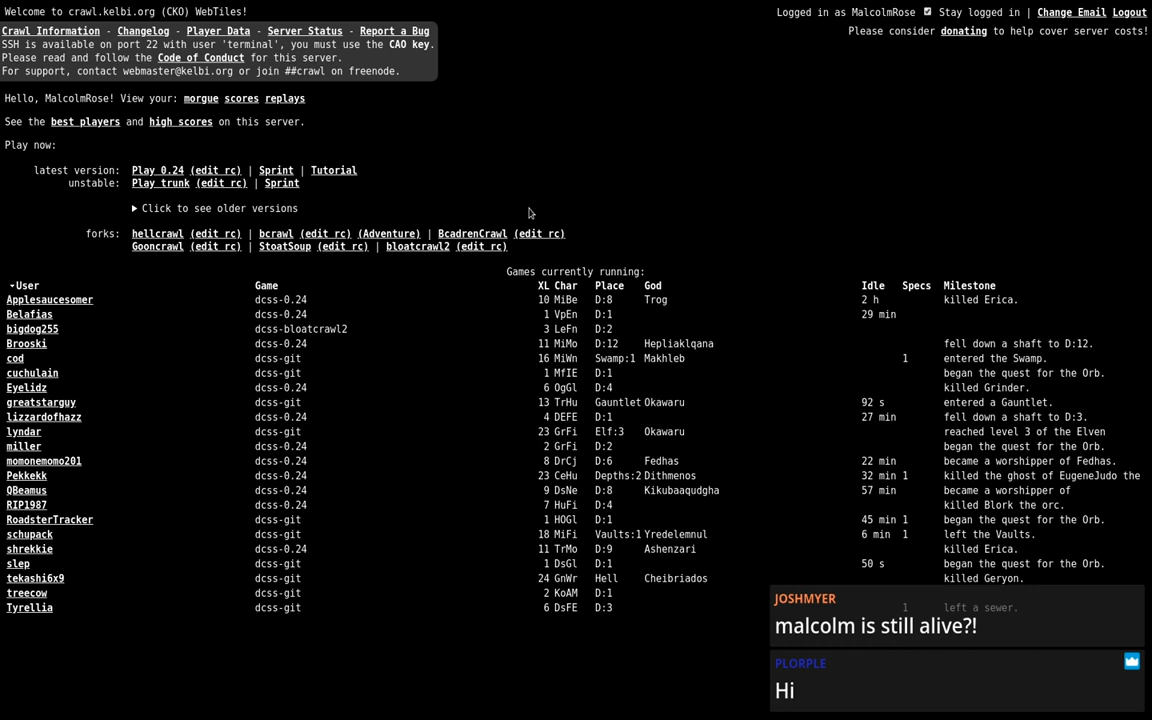 Welcome to crawl.kelbi.org (CKO) WebTiles!
Logged in as MalcolmRose Stay logged in | Change Email Logout
Crawl Information - Changelog - Player Data - Server Status - Report a Bug
Please consider donating to help cover server costs!
SSH is available on port 22 with user 'terminal', you must use the CAO key.
Please read and follow the Code of Conduct for this server.
For support, contact webmaster@kelbi.org or join ##crawl on freenode.
Hello, MalcolmRose! View your: morgue scores replays
See the best players and high scores on this server.
Play now:
latest version: Play 0.24 (edit rc) | Sprint | Tutorial
unstable: Play trunk (edit rc) | Sprint
Click to see older versions
forks: hellcrawl (edit rc) | bcrawl (edit rc) (Adventure) | BcadrenCrawl (edit rc)
Gooncrawl (edit rc) | StoatSoup (edit rc) | bloatcrawl2 (edit rc)
Games currently running:
User Game XL Char Place God Idle Specs Milestone
Applesaucesomer dcss-0.24 10 MiBe D:8 Trog 2 h killed Erica.
Belafias dcss-0.24 1 VpEn D:1 29 min
bigdog255 dcss-bloatcrawl2 3 LeFn D:2
Brooski dcss-0.24 11 MiMo D:12 Hepliaklqana fell down a shaft to D:12.
cod dcss-git 16 MiWn Swamp:1 Makhleb 1 entered the Swamp.
cuchulain dcss-git 1 MfIE D:1 began the quest for the Orb.
Eyelidz dcss-0.24 6 OgGl D:4 killed Grinder.
greatstarguy dcss-git 13 TrHu Gauntlet Okawaru 92 s entered a Gauntlet.
lizzardofhazz dcss-0.24 4 DEFE D:1 27 min fell down a shaft to D:3.
lyndar dcss-git 23 GrFi Elf:3 Okawaru reached level 3 of the Elven
miller dcss-0.24 2 GrFi D:2 began the quest for the Orb.
momonemomo201 dcss-0.24 8 DrCj D:6 Fedhas 22 min became a worshipper of Fedhas.
Pekkekk dcss-0.24 23 CeHu Depths:2 Dithmenos 32 min 1 killed the ghost of EugeneJudo the
QBeamus dcss-0.24 9 DsNe D:8 Kikubaaqudgha 57 min became a worshipper of
RIP1987 dcss-0.24 7 HuFi D:4 killed Blork the orc.
RoadsterTracker dcss-git 1 HOGl D:1 45 min 1 began the quest for the Orb.
schupack dcss-git 18 MiFi Vaults:1 Yredelemnul 6 min 1 left the Vaults.
shrekkie dcss-0.24 11 TrMo D:9 Ashenzari killed Erica.
slep dcss-git 1 DsGl D:1 50 s began the quest for the Orb.
tekashi6x9 dcss-git 24 GnWr Hell Cheibriados killed Geryon.
treecow dcss-git 2 KoAM D:1
Tyrellia dcss-git 6 DsFE D:3 1 left a sewer.
JOSHMYER
malcolm is still alive?!
PLORPLE
Hi